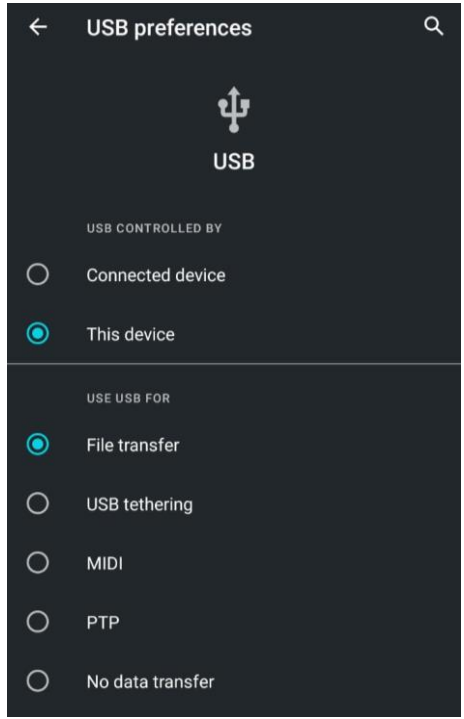 USB preferences
USB
USB CONTROLLED BY
Connected device
This device
USE USB FOR
File transfer
USB tethering
MIDI
PTP
No data transfer